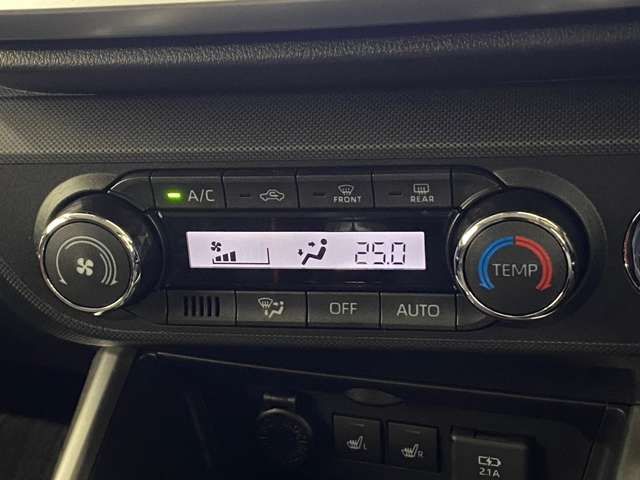 A/C
FRONT
REAR
25.0
TEMP
OFF
AUTO
L
R
2.1A